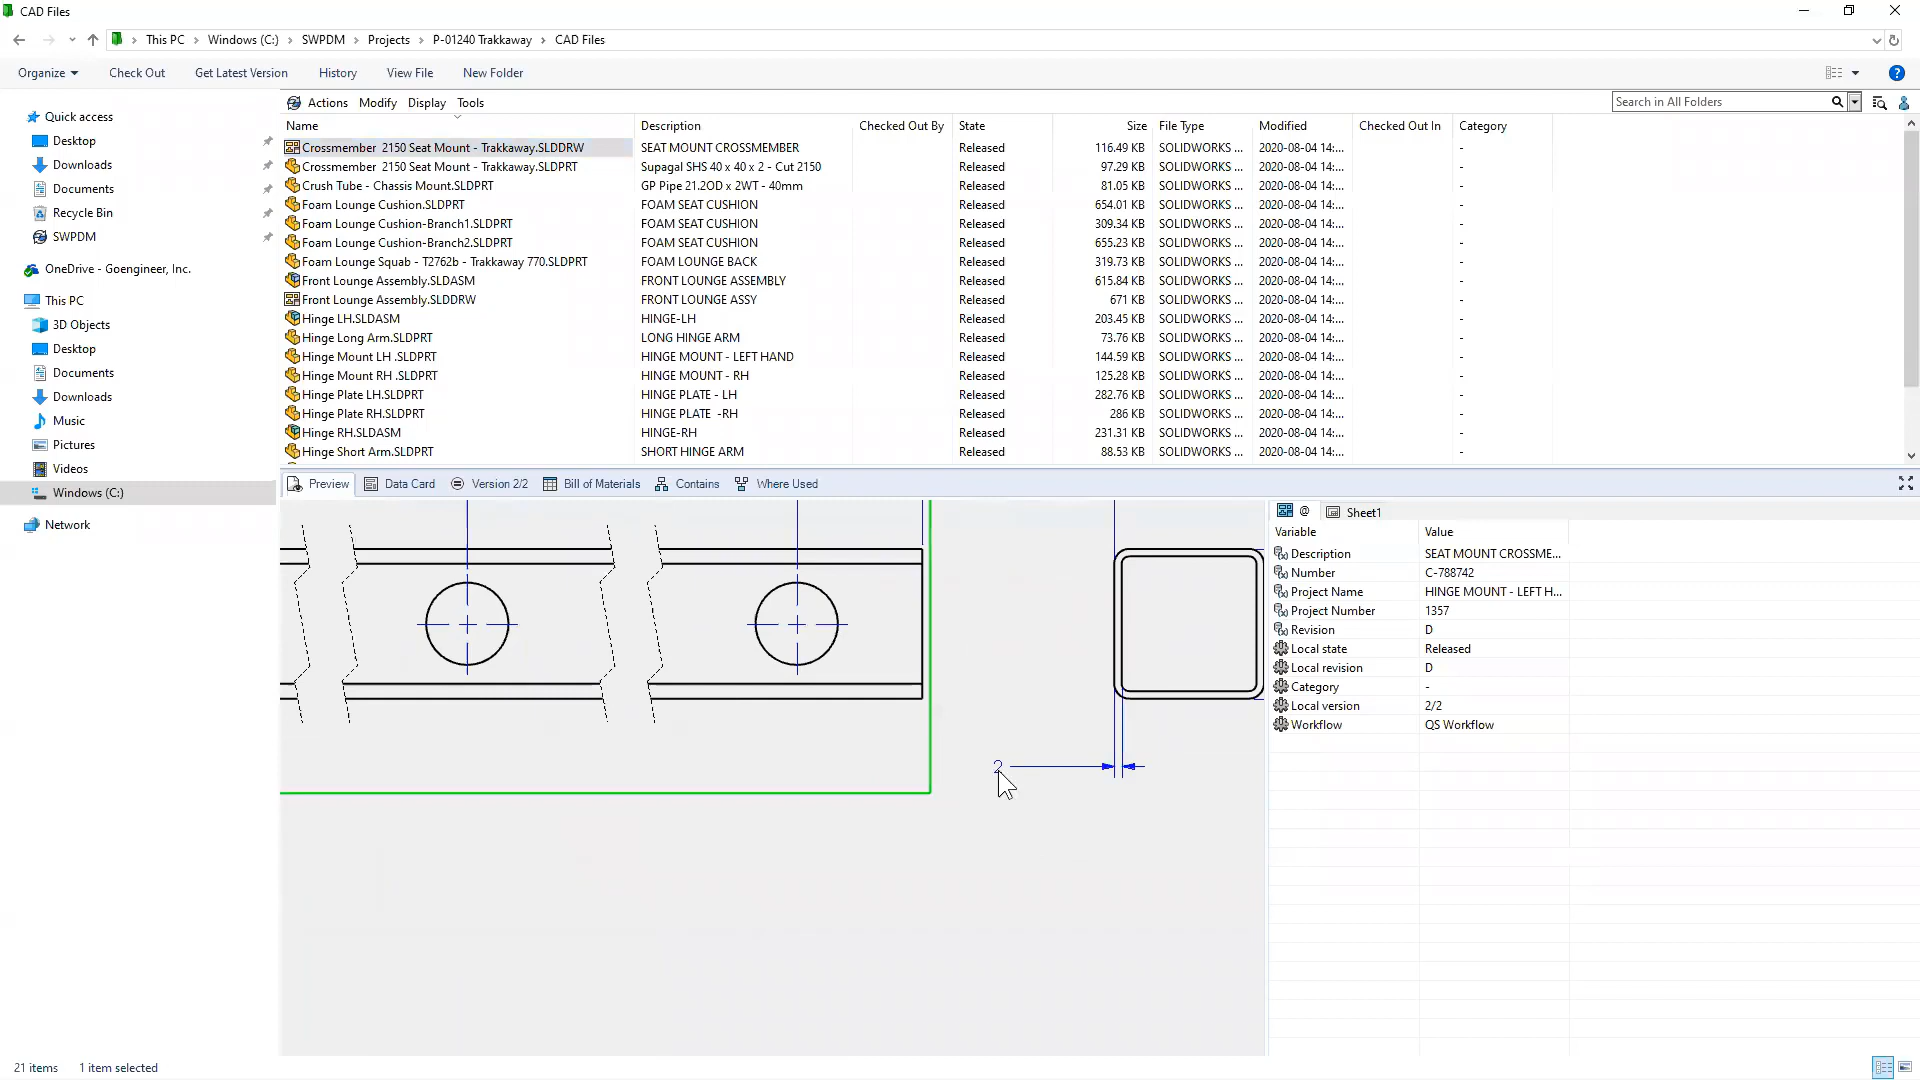 CAD Files
This PC > Windows (C:) > SWPDM > Projects > P-01240 Trakkaway > CAD Files
Organize Check Out Get Latest Version History View File New Folder
Quick access
Desktop
Downloads
Documents
Recycle Bin
SWPDM
OneDrive - Goengineer, Inc.
This PC
3D Objects
Desktop
Documents
Downloads
Music
Pictures
Videos
Windows (C:)
Network
Actions Modify Display Tools
Search in All Folders
Name Description Checked Out By State Size File Type Modified Checked Out In Category
Crossmember 2150 Seat Mount - Trakkaway.SLDDRW SEAT MOUNT CROSSMEMBER Released 116.49 KB SOLIDWORKS ... 2020-08-04 14:... -
Crossmember 2150 Seat Mount - Trakkaway.SLDPRT Supagal SHS 40 x 40 x 2 - Cut 2150 Released 97.29 KB SOLIDWORKS ... 2020-08-04 14:... -
Crush Tube - Chassis Mount.SLDPRT GP Pipe 21.2OD x 2WT - 40mm Released 81.05 KB SOLIDWORKS ... 2020-08-04 14:... -
Foam Lounge Cushion.SLDPRT FOAM SEAT CUSHION Released 654.01 KB SOLIDWORKS ... 2020-08-04 14:... -
Foam Lounge Cushion-Branch1.SLDPRT FOAM SEAT CUSHION Released 309.34 KB SOLIDWORKS ... 2020-08-04 14:... -
Foam Lounge Cushion-Branch2.SLDPRT FOAM SEAT CUSHION Released 655.23 KB SOLIDWORKS ... 2020-08-04 14:... -
Foam Lounge Squab - T2762b - Trakkaway 770.SLDPRT FOAM LOUNGE BACK Released 319.73 KB SOLIDWORKS ... 2020-08-04 14:... -
Front Lounge Assembly.SLDASM FRONT LOUNGE ASSEMBLY Released 615.84 KB SOLIDWORKS ... 2020-08-04 14:... -
Front Lounge Assembly.SLDDRW FRONT LOUNGE ASSY Released 671 KB SOLIDWORKS ... 2020-08-04 14:... -
Hinge LH.SLDASM HINGE-LH Released 203.45 KB SOLIDWORKS ... 2020-08-04 14:... -
Hinge Long Arm.SLDPRT LONG HINGE ARM Released 73.76 KB SOLIDWORKS ... 2020-08-04 14:... -
Hinge Mount LH .SLDPRT HINGE MOUNT - LEFT HAND Released 144.59 KB SOLIDWORKS ... 2020-08-04 14:... -
Hinge Mount RH .SLDPRT HINGE MOUNT - RH Released 125.28 KB SOLIDWORKS ... 2020-08-04 14:... -
Hinge Plate LH.SLDPRT HINGE PLATE - LH Released 282.76 KB SOLIDWORKS ... 2020-08-04 14:... -
Hinge Plate RH.SLDPRT HINGE PLATE -RH Released 286 KB SOLIDWORKS ... 2020-08-04 14:... -
Hinge RH.SLDASM HINGE-RH Released 231.31 KB SOLIDWORKS ... 2020-08-04 14:... -
Hinge Short Arm.SLDPRT SHORT HINGE ARM Released 88.53 KB SOLIDWORKS ... 2020-08-04 14:... -
Preview Data Card Version 2/2 Bill of Materials Contains Where Used
2
@ Sheet1
Variable Value
Description SEAT MOUNT CROSSME...
Number C-788742
Project Name HINGE MOUNT - LEFT H...
Project Number 1357
Revision D
Local state Released
Local revision D
Category -
Local version 2/2
Workflow QS Workflow
21 items 1 item selected